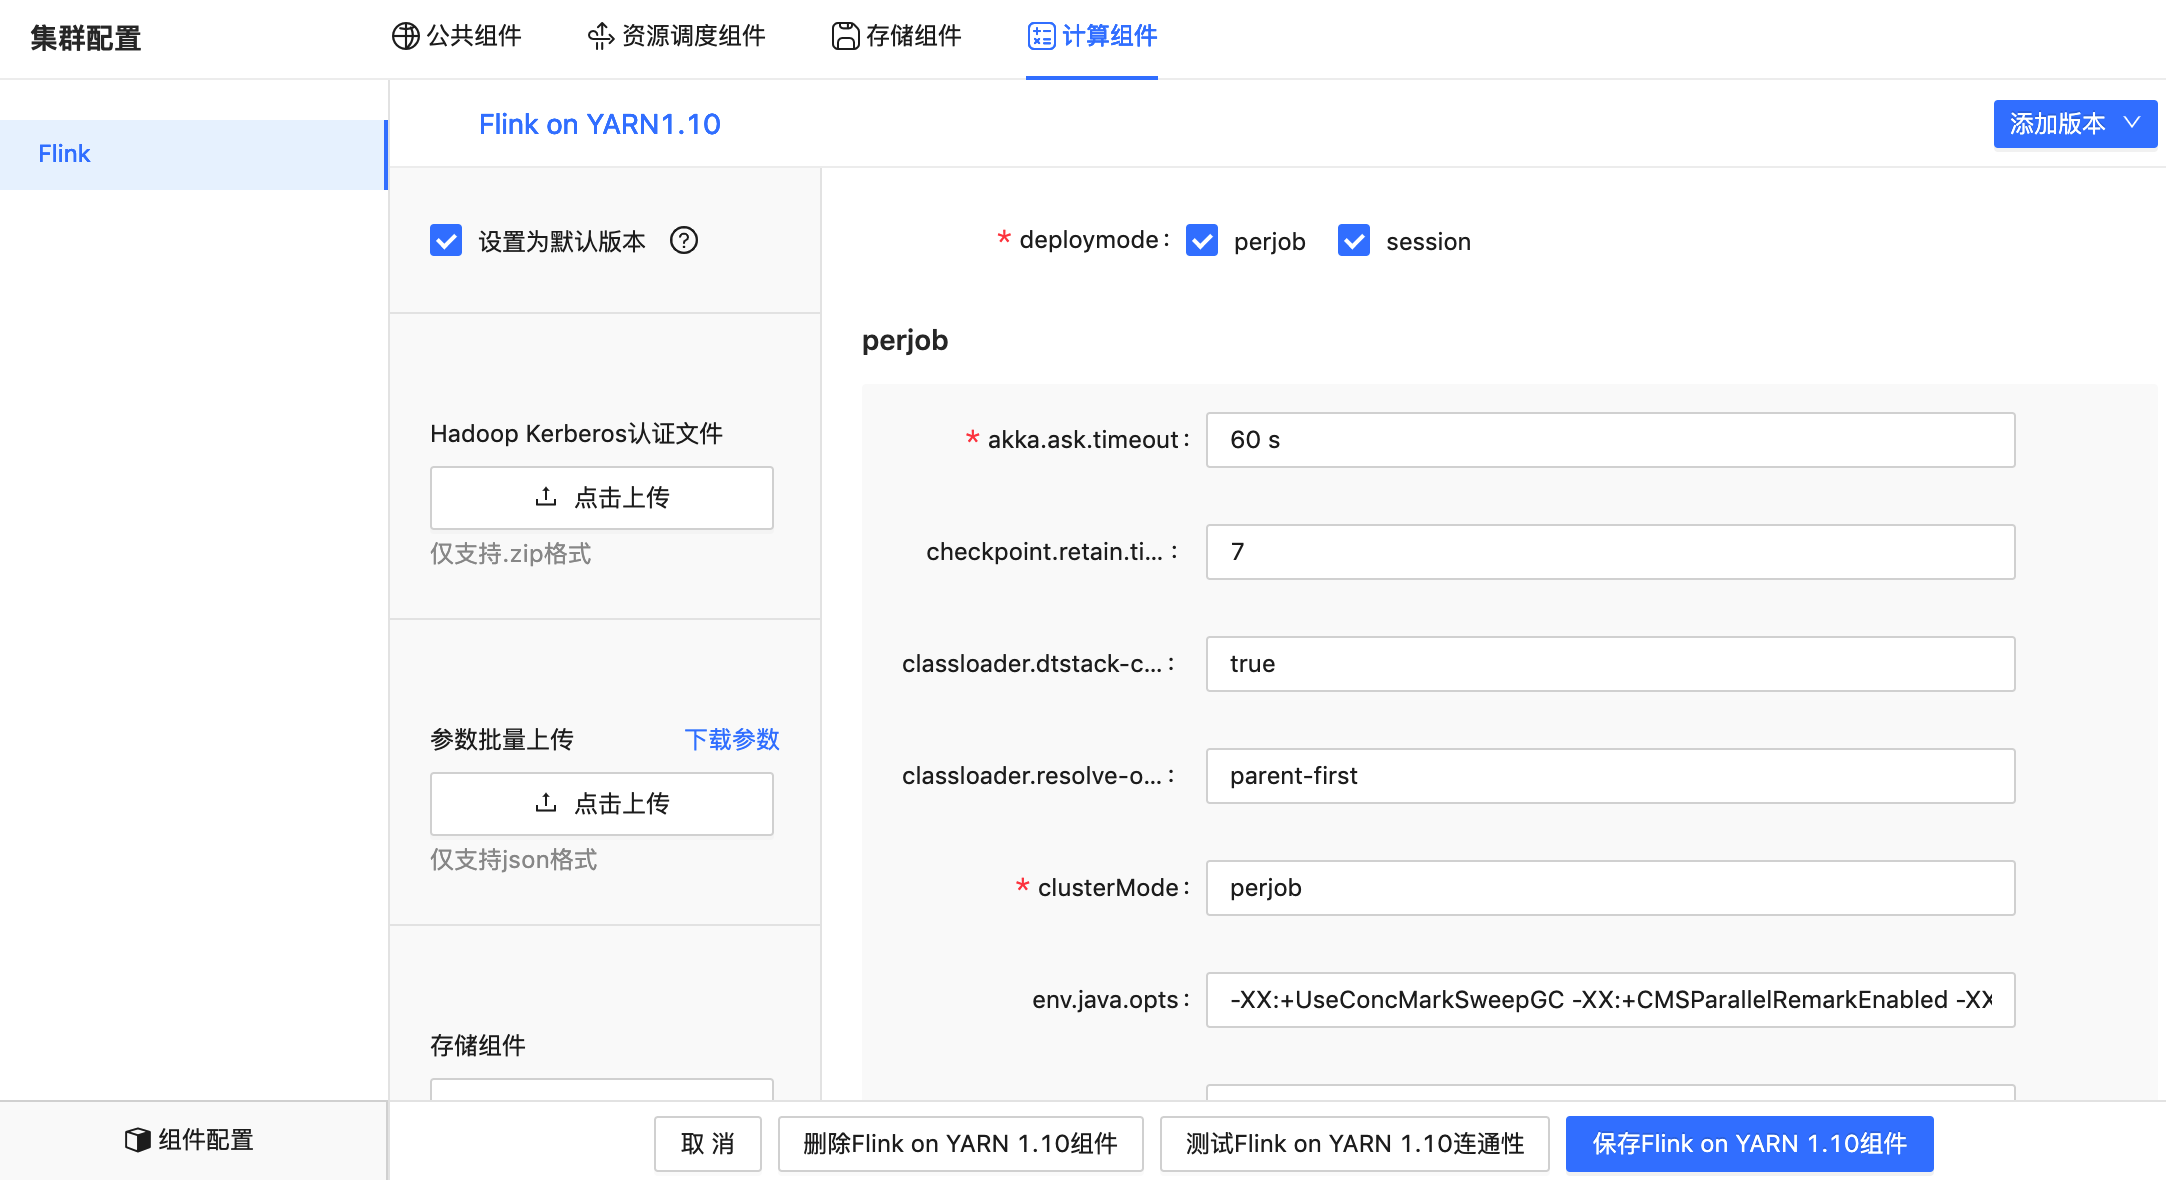 集群配置
公共组件
资源调度组件
存储组件
计算组件
Flink
Flink on YARN1.10
添加版本
设置为默认版本
* deploymode: perjob session
Hadoop Kerberos认证文件
点击上传
仅支持.zip格式
参数批量上传 下载参数
点击上传
仅支持json格式
存储组件
perjob
* akka.ask.timeout: 60 s
checkpoint.retain.ti... : 7
classloader.dtstack-c... : true
classloader.resolve-o... : parent-first
* clusterMode: perjob
env.java.opts: -XX:+UseConcMarkSweepGC -XX:+CMSParallelRemarkEnabled -XX
组件配置
取 消
删除Flink on YARN 1.10组件
测试Flink on YARN 1.10连通性
保存Flink on YARN 1.10组件